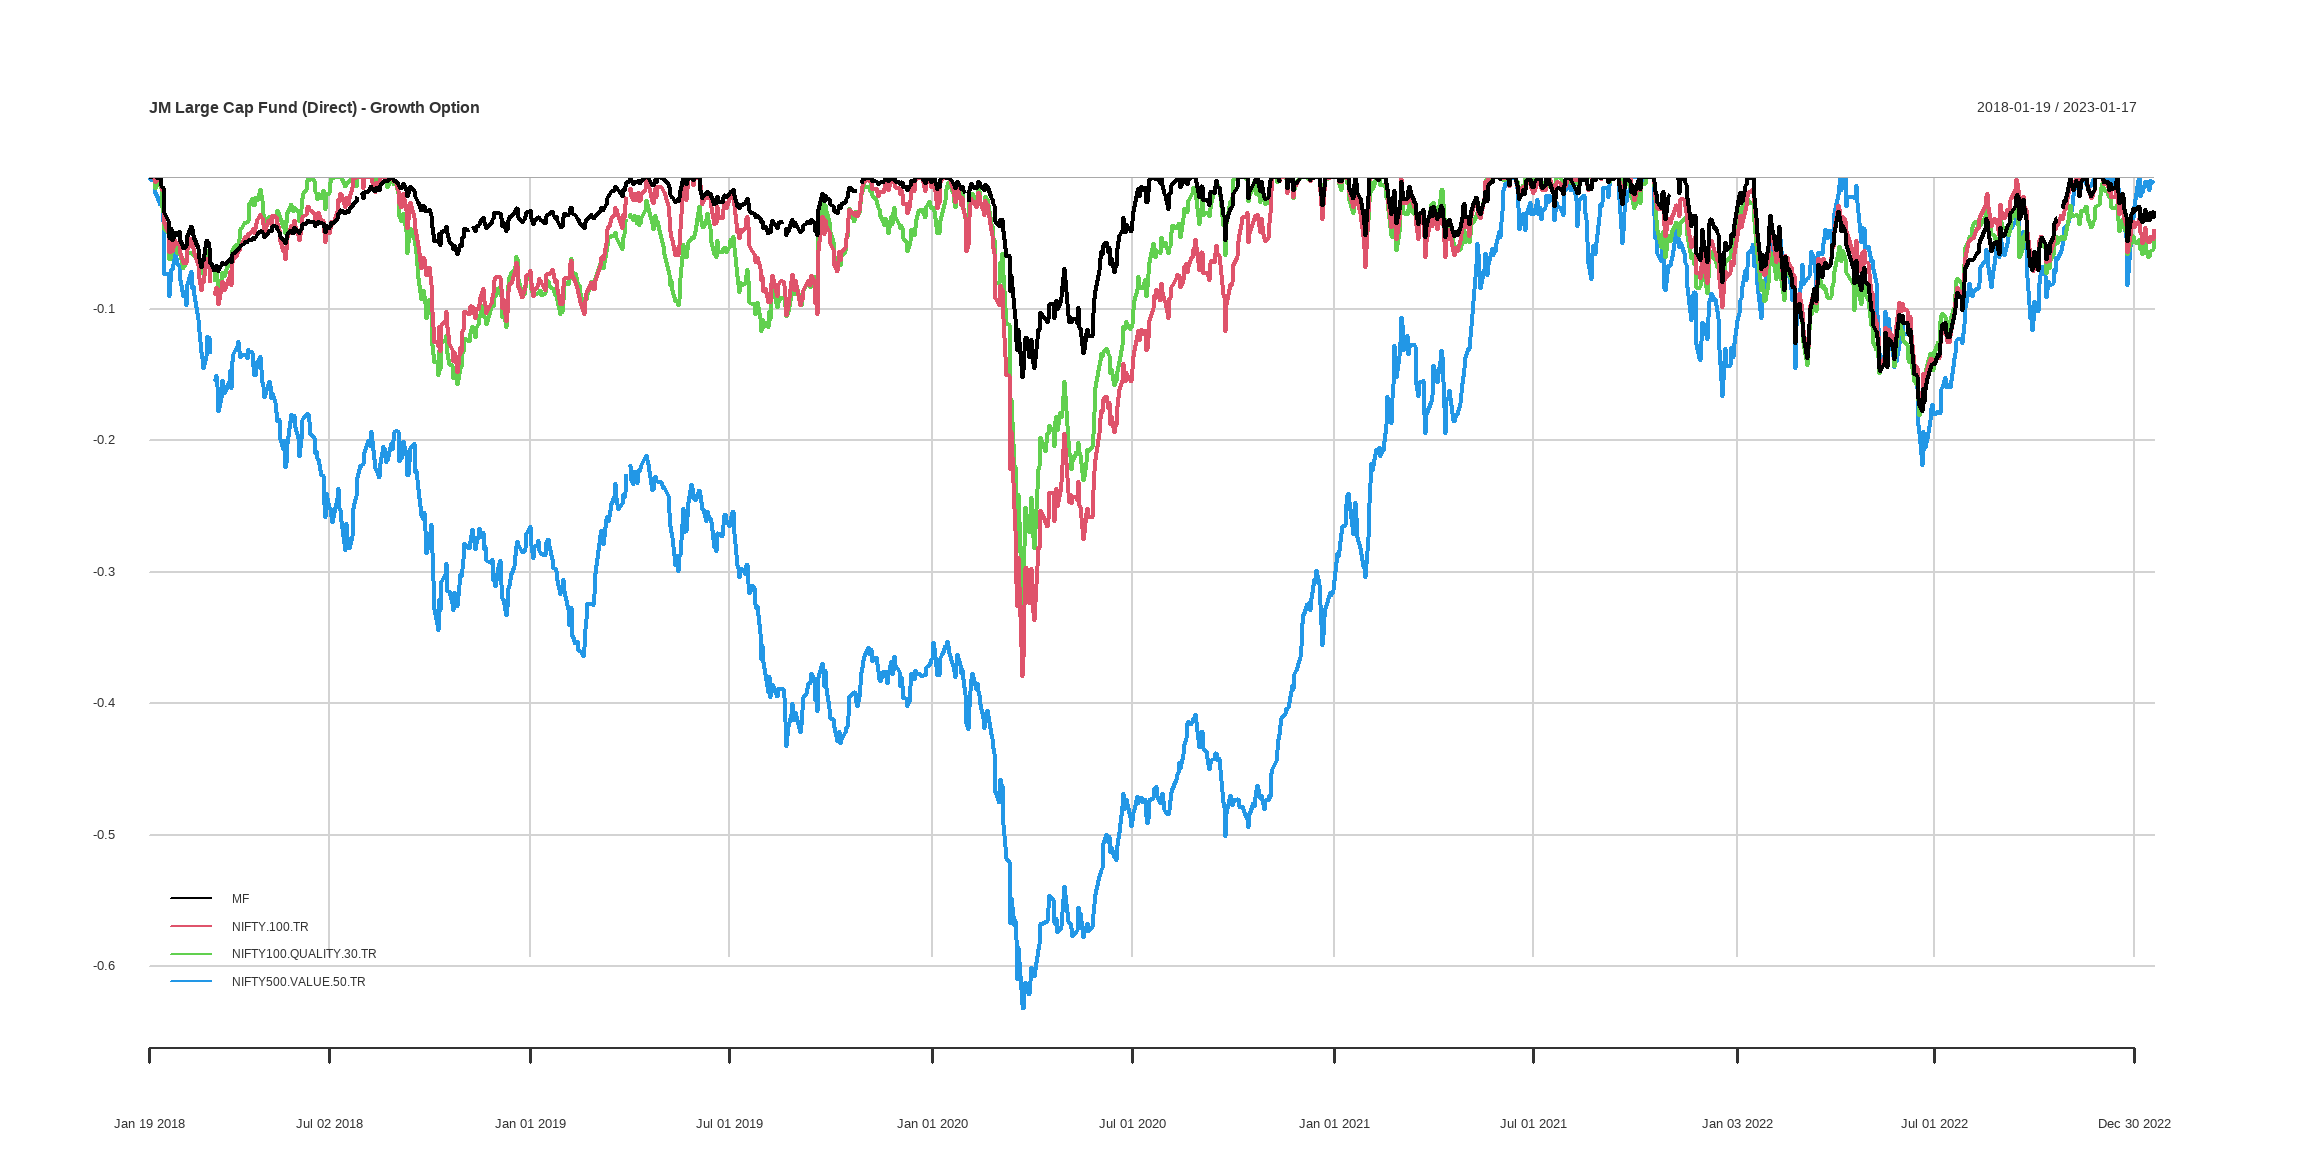 JM Large Cap Fund (Direct) - Growth Option
2018-01-19 / 2023-01-17
-0.1
-0.2
-0.3
-0.4
-0.5
-0.6
MF
NIFTY.100.TR
NIFTY100.QUALITY.30.TR
NIFTY500.VALUE.50.TR
Jan 19 2018
Jul 02 2018
Jan 01 2019
Jul 01 2019
Jan 01 2020
Jul 01 2020
Jan 01 2021
Jul 01 2021
Jan 03 2022
Jul 01 2022
Dec 30 2022